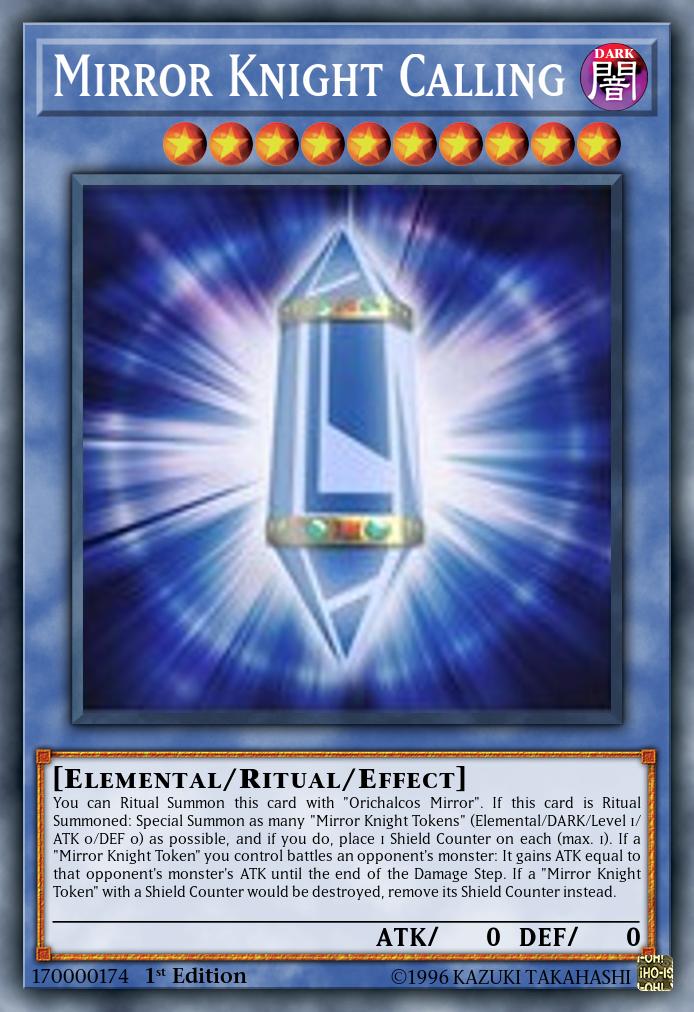 MIRROR KNIGHT CALLING
DARK
闇
[ELEMENTAL/RITUAL/EFFECT]
You can Ritual Summon this card with "Orichalcos Mirror". If this card is Ritual
Summoned: Special Summon as many "Mirror Knight Tokens" (Elemental/DARK/Level 1/
ATK 0/DEF 0) as possible, and if you do, place 1 Shield Counter on each (max. 1). If a
"Mirror Knight Token" you control battles an opponent's monster: It gains ATK equal to
that opponent's monster's ATK until the end of the Damage Step. If a "Mirror Knight
Token" with a Shield Counter would be destroyed, remove its Shield Counter instead.
ATK/ 0 DEF/ 0
170000174 1st Edition ©1996 KAZUKI TAKAHASHI